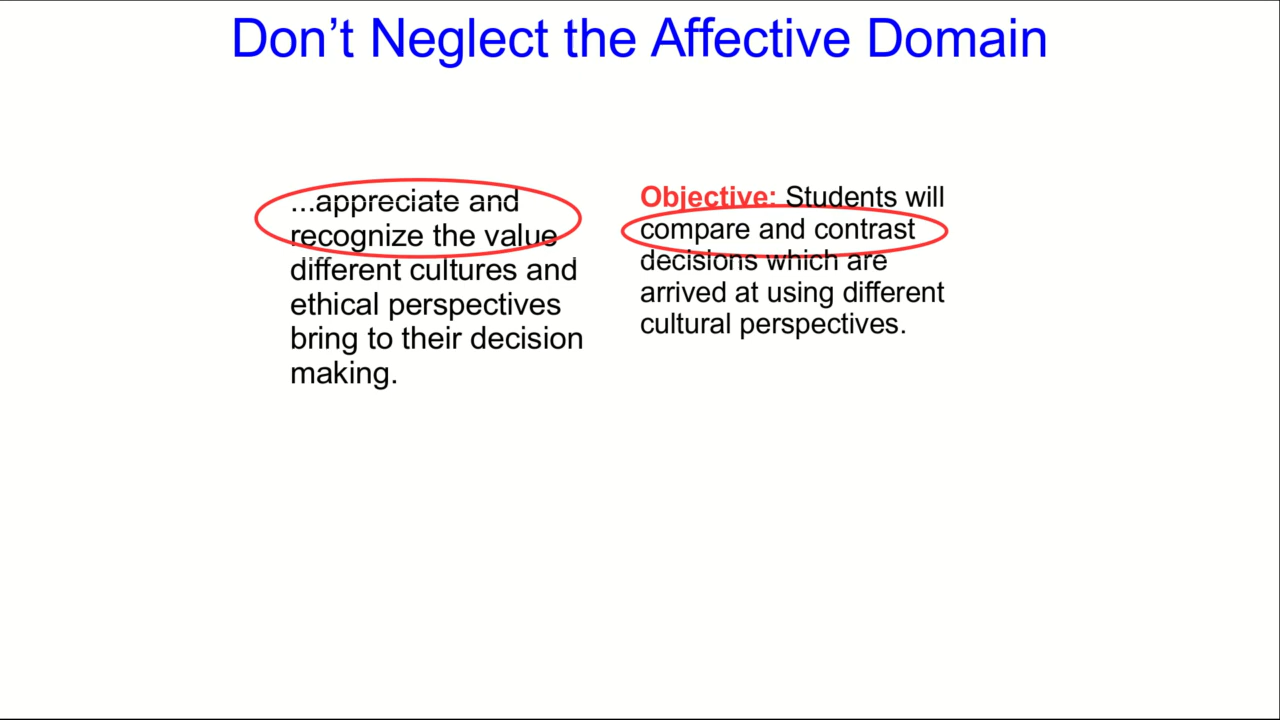 Don’t Neglect the Affective Domain
...appreciate and
recognize the value
different cultures and
ethical perspectives
bring to their decision
making.
Objective: Students will
compare and contrast
decisions which are
arrived at using different
cultural perspectives.